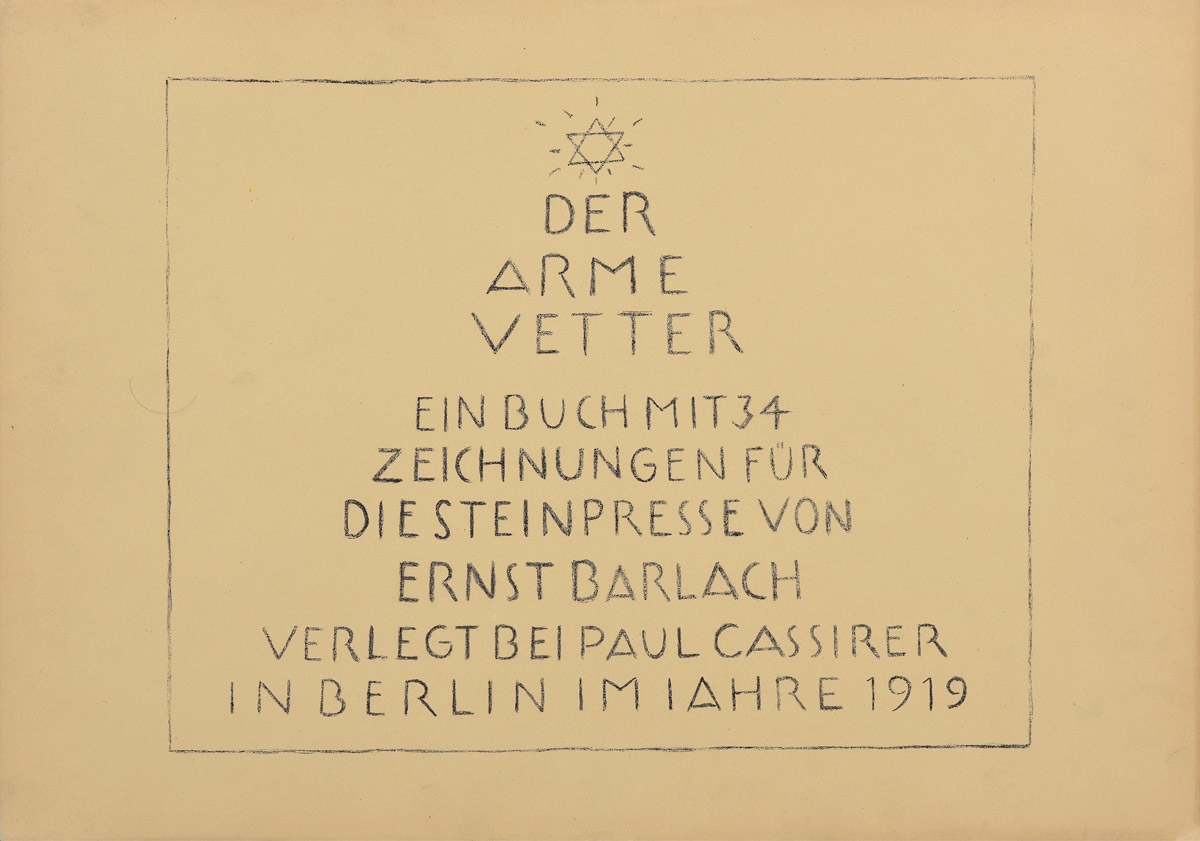 DER
ARME
VETTER
EIN BUCH MIT 34
ZEICHNUNGEN FÜR
DIE STEINPRESSE VON
ERNST BARLACH
VERLEGT BEI PAUL CASSIRER
IN BERLIN IM IAHRE 1919